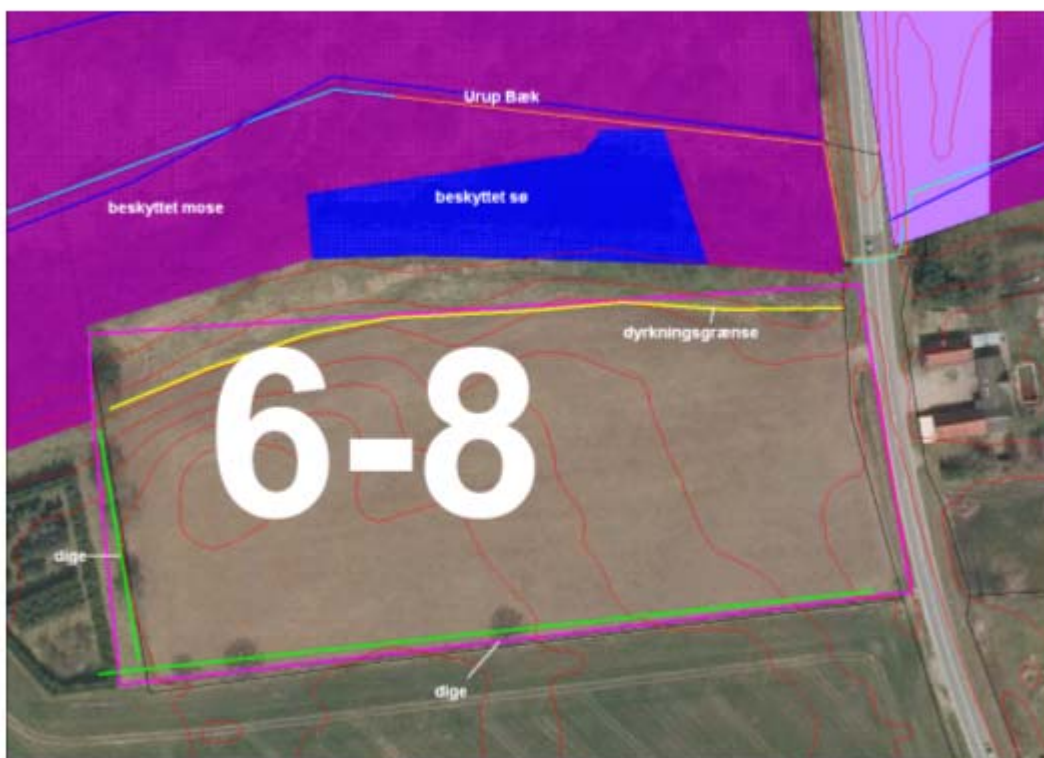 Urup Bæk
beskyttet sø
beskyttet mose
dyrkningsgrænse
6-8
dige
dige